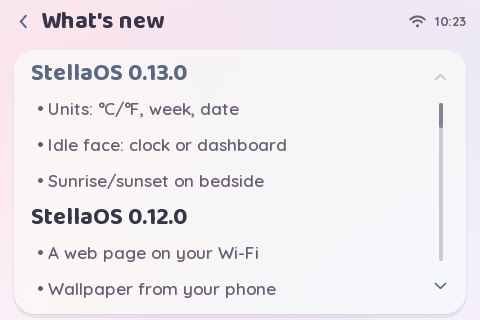 What's new
10:23
StellaOS 0.13.0
• Units: °C/°F, week, date
• Idle face: clock or dashboard
• Sunrise/sunset on bedside
StellaOS 0.12.0
• A web page on your Wi-Fi
• Wallpaper from your phone